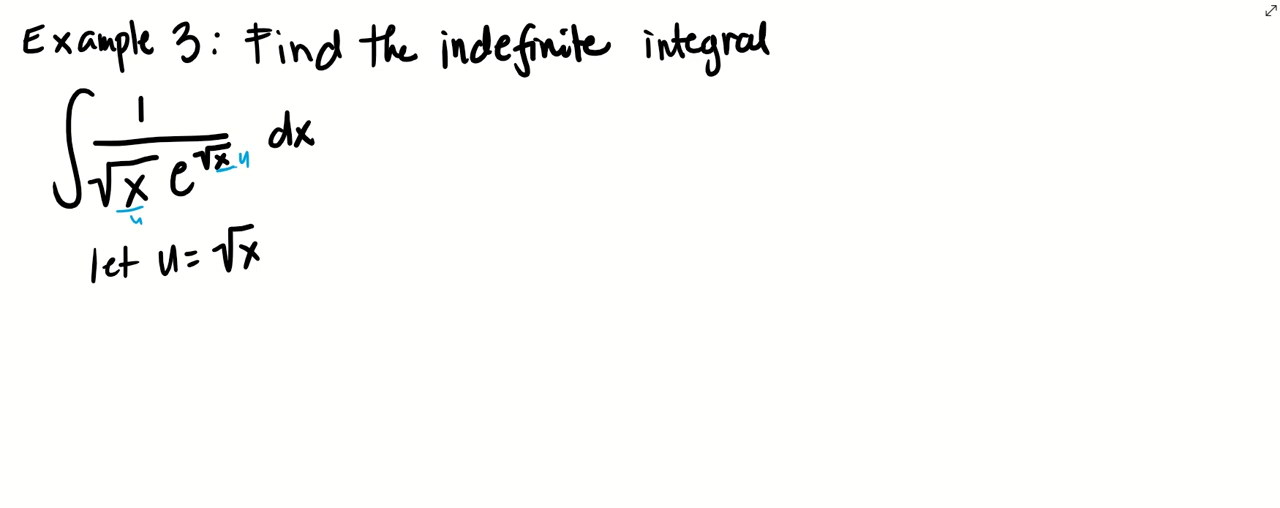 Example 3: Find the indefinite integral
∫ 1/(√x e^√x) dx
u
u
let u = √x